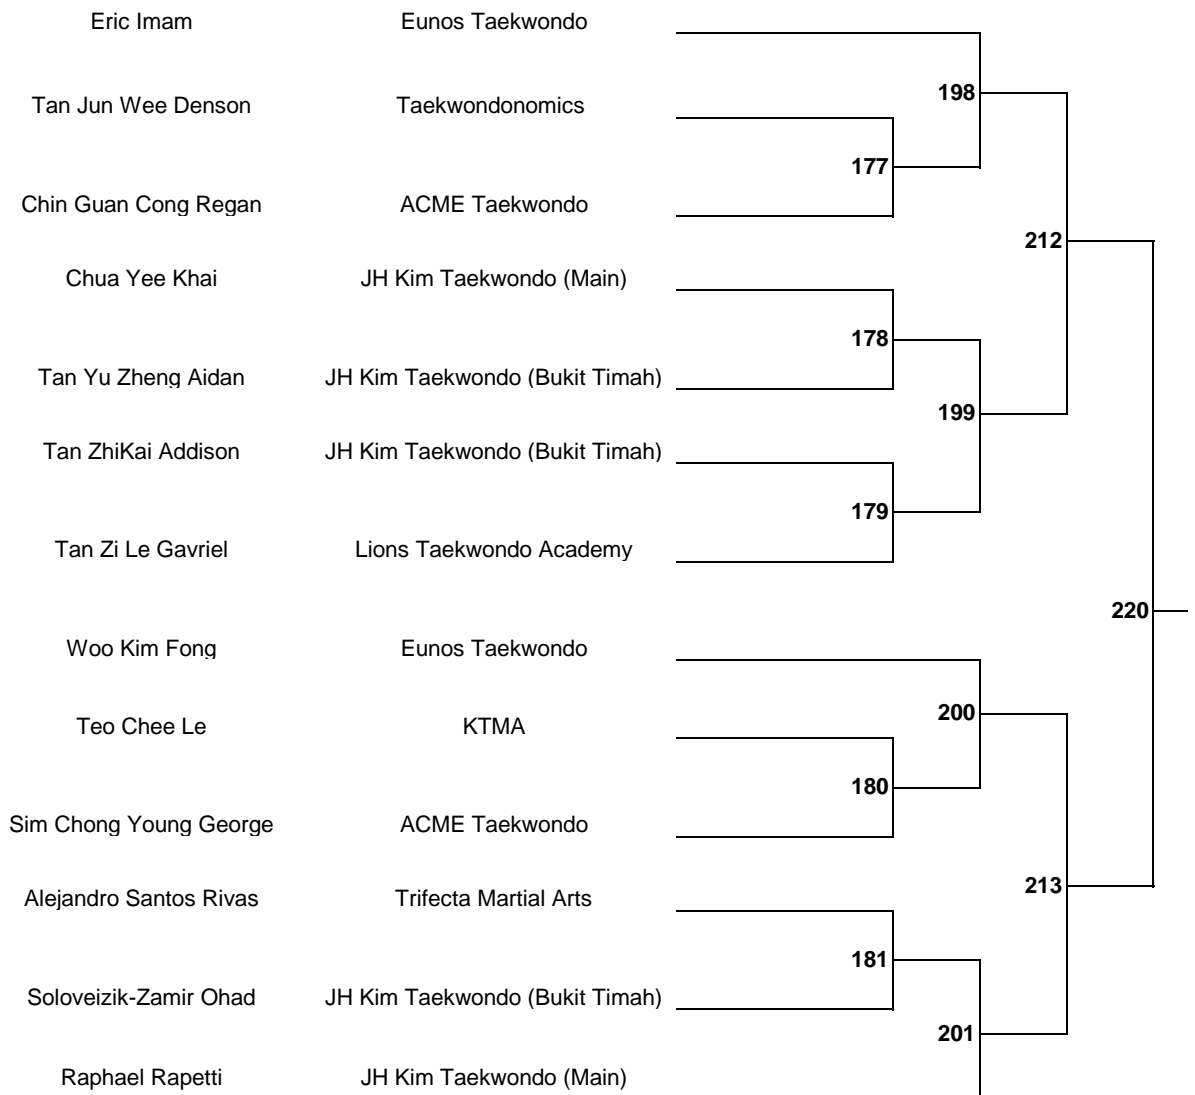 Eric Imam Eunos Taekwondo
198
Tan Jun Wee Denson Taekwondonomics
177
Chin Guan Cong Regan ACME Taekwondo
212
Chua Yee Khai JH Kim Taekwondo (Main)
178
Tan Yu Zheng Aidan JH Kim Taekwondo (Bukit Timah)
199
Tan ZhiKai Addison JH Kim Taekwondo (Bukit Timah)
179
Tan Zi Le Gavriel Lions Taekwondo Academy
220
Woo Kim Fong Eunos Taekwondo
200
Teo Chee Le KTMA
180
Sim Chong Young George ACME Taekwondo
213
Alejandro Santos Rivas Trifecta Martial Arts
181
Soloveizik-Zamir Ohad JH Kim Taekwondo (Bukit Timah)
201
Raphael Rapetti JH Kim Taekwondo (Main)